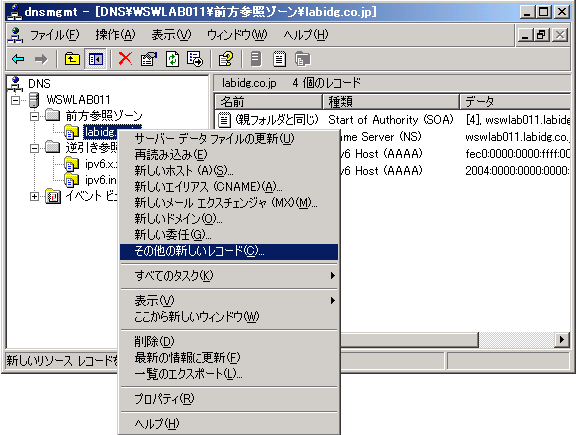 dnsmgmt - [DNS¥WSWLAB011¥前方参照ゾーン¥labidg.co.jp]
ファイル(F) 操作(A) 表示(V) ウィンドウ(W) ヘルプ(H)
DNS
WSWLAB011
前方参照ゾーン
labidg.c
逆引き参照
ipv6.x.
ipv6.in
イベント ビ
labidg.co.jp 4 個のレコード
名前 種類 データ
(親フォルダと同じ) Start of Authority (SOA) [4], wswlab011.labidg
me Server (NS) wswlab011.labidg.c
v6 Host (AAAA) fec0:0000:0000:ffff:00
v6 Host (AAAA) 2004:0000:0000:0000
サーバー データ ファイルの更新(U)
再読み込み(E)
新しいホスト (A)(S)...
新しいエイリアス (CNAME)(A)...
新しいメール エクスチェンジャ (MX)(M)...
新しいドメイン(O)...
新しい委任(G)...
その他の新しいレコード(C)...
すべてのタスク(K)
表示(V)
ここから新しいウィンドウ(W)
削除(D)
最新の情報に更新(F)
一覧のエクスポート(L)...
プロパティ(R)
ヘルプ(H)
新しいリソース レコードを